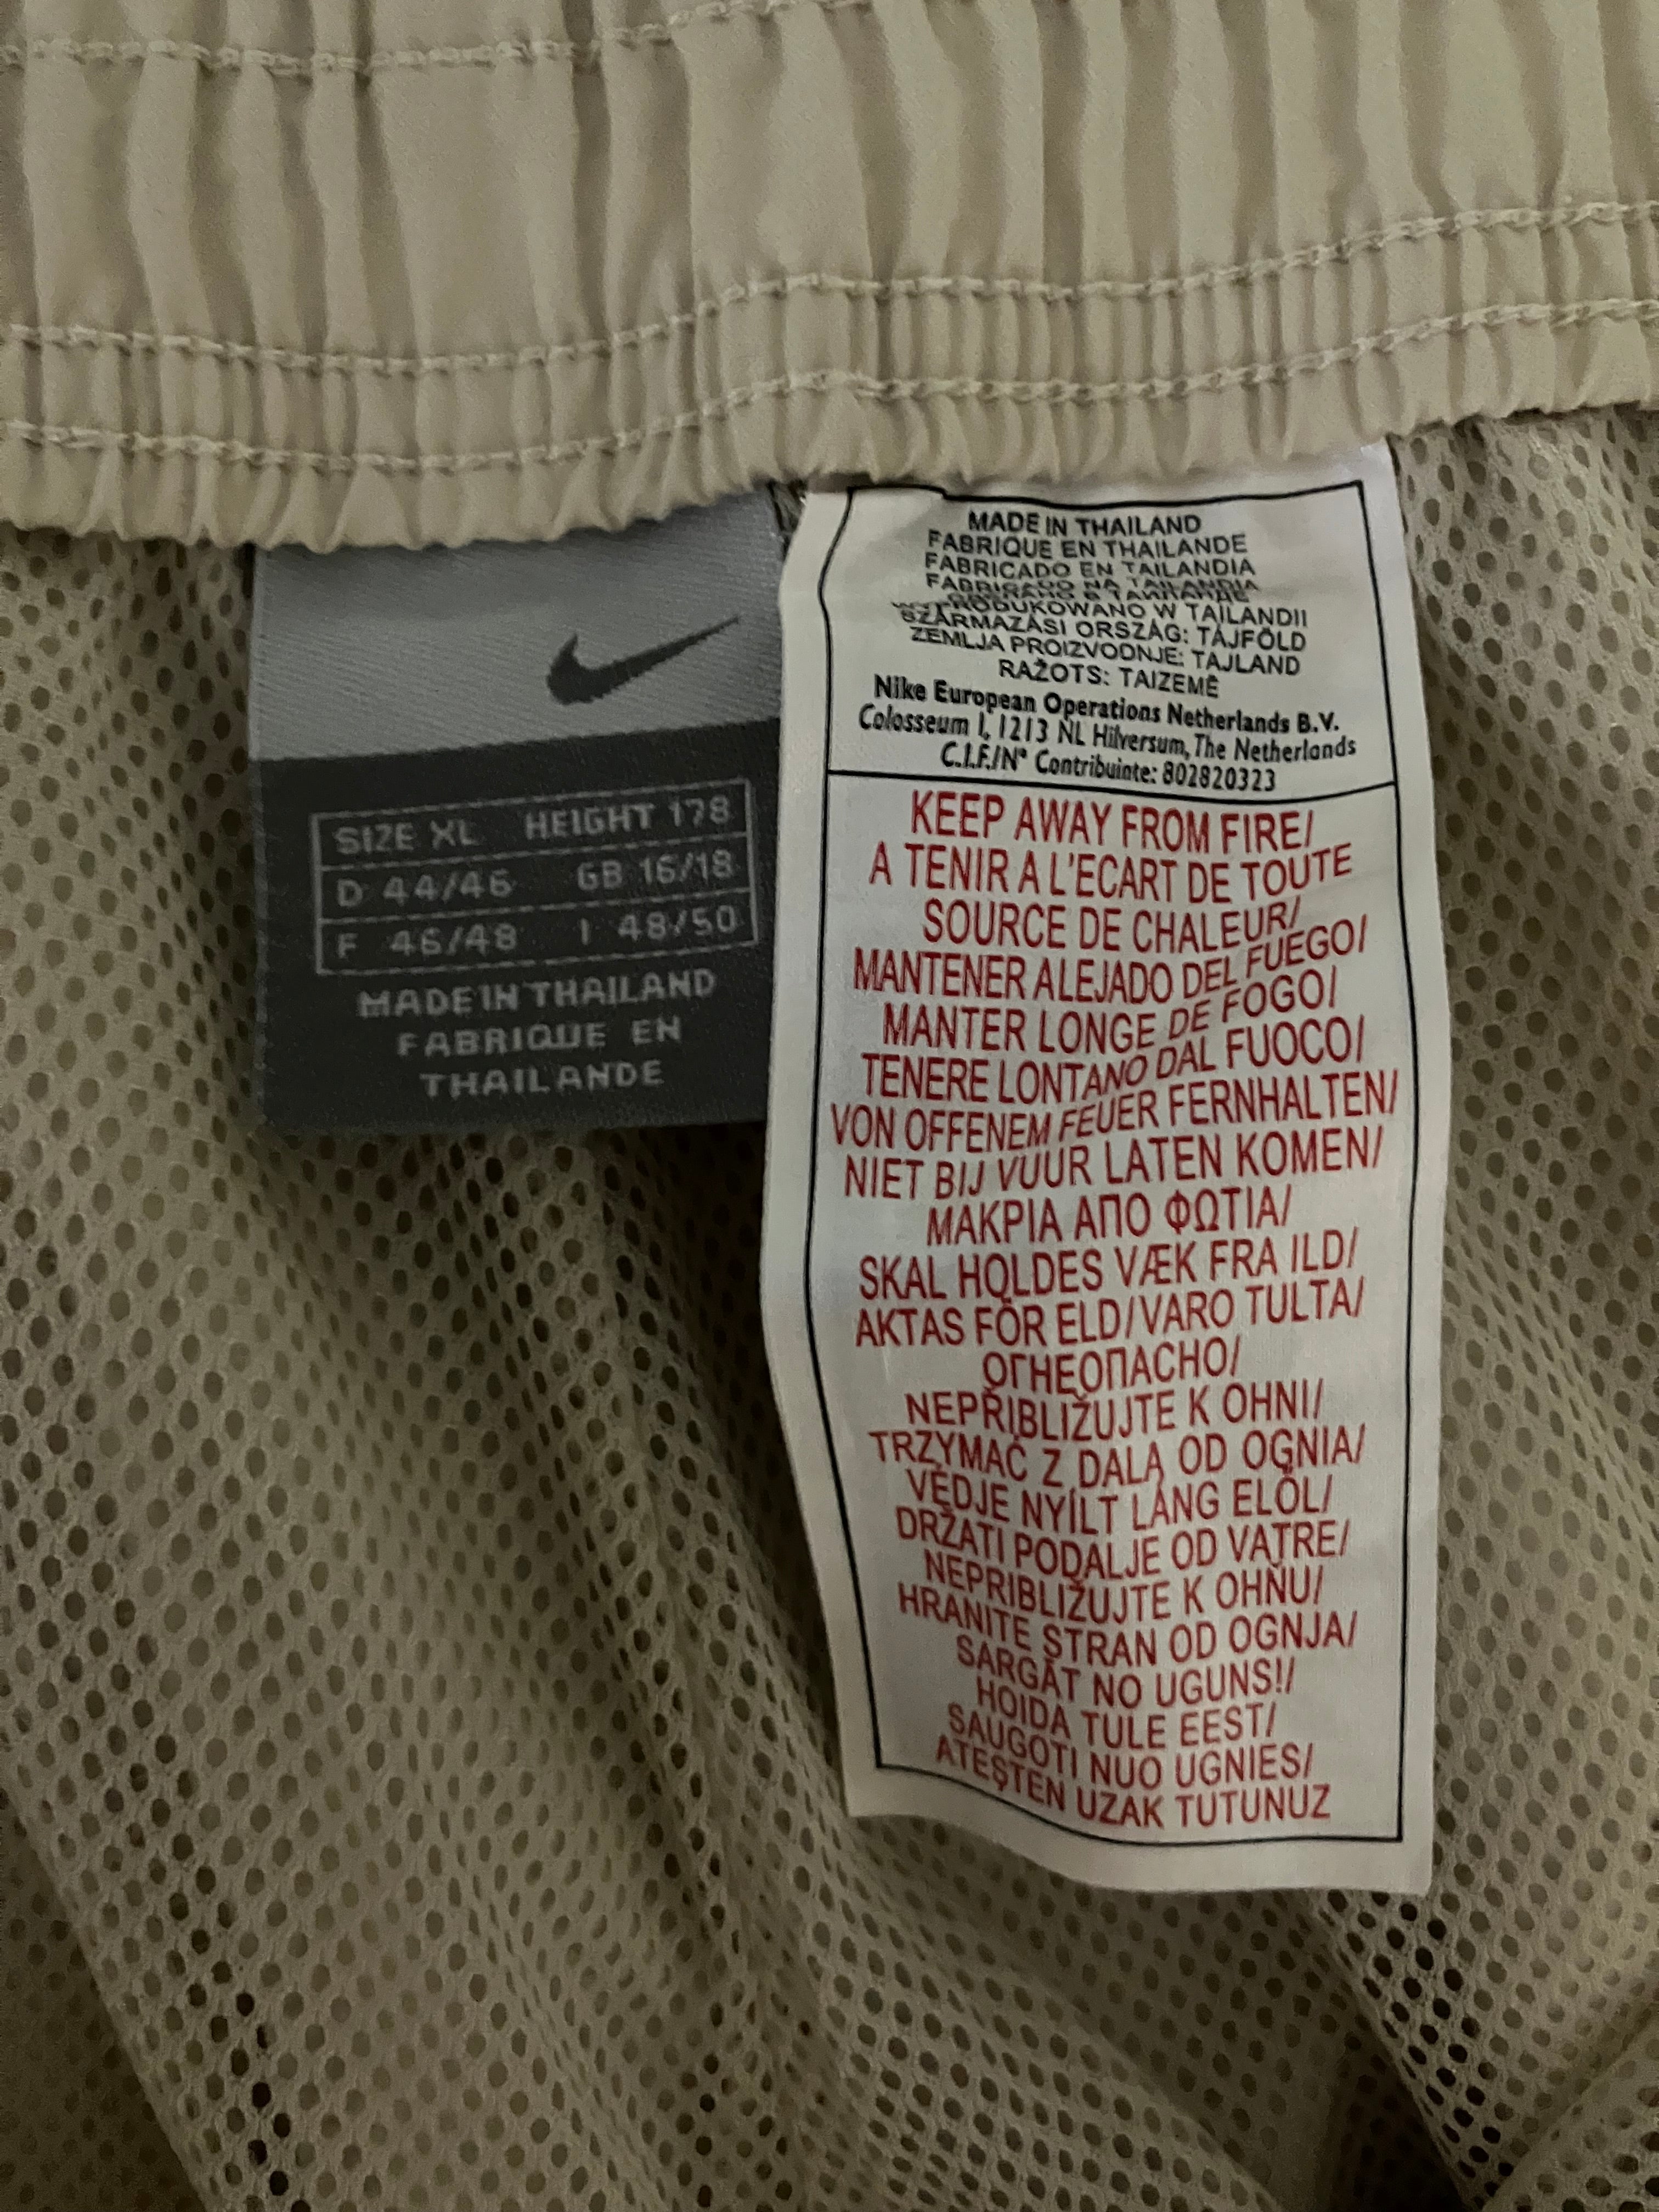 SIZE XL HEIGHT 178
D 44/46 GB 16/18
F 46/48 I 48/50
MADE IN THAILAND
FABRIQUE EN
THAILANDE
MADE IN THAILAND
FABRIQUE EN THAILANDE
FABRICADO EN TAILANDIA
FABRICADO NA TAILANDIA
WYPRODUKOWANO W TAJLANDII
SZÁRMAZÁSI ORSZÁG: TÁJFÖLD
ZEMLJA PROIZVODNJE: TAJLAND
RAŽOTS: TAIZEMĒ
Nike European Operations Netherlands B.V.
Colosseum 1, 1213 NL Hilversum, The Netherlands
C.I.F./N° Contribuinte: 802820323
KEEP AWAY FROM FIRE/
A TENIR A L'ECART DE TOUTE
SOURCE DE CHALEUR/
MANTENER ALEJADO DEL FUEGO/
MANTER LONGE DE FOGO/
TENERE LONTANO DAL FUOCO/
VON OFFENEM FEUER FERNHALTEN/
NIET BIJ VUUR LATEN KOMEN/
ΜΑΚΡΙΑ ΑΠΟ ΦΩΤΙΑ/
SKAL HOLDES VÆK FRA ILD/
AKTAS FÖR ELD/VARO TULTA/
ОГНЕОПАСНО/
NEPŘIBLIŽUJTE K OHNI/
TRZYMAĆ Z DALA OD OGNIA/
VÉDJE NYÍLT LÁNG ELŐL/
DRŽATI PODALJE OD VATRE/
NEPRIBLIŽUJTE K OHŇU/
HRANITE STRAN OD OGNJA/
SARGĀT NO UGUNS!/
HOIDA TULE EEST/
SAUGOTI NUO UGNIES/
ATEŞTEN UZAK TUTUNUZ